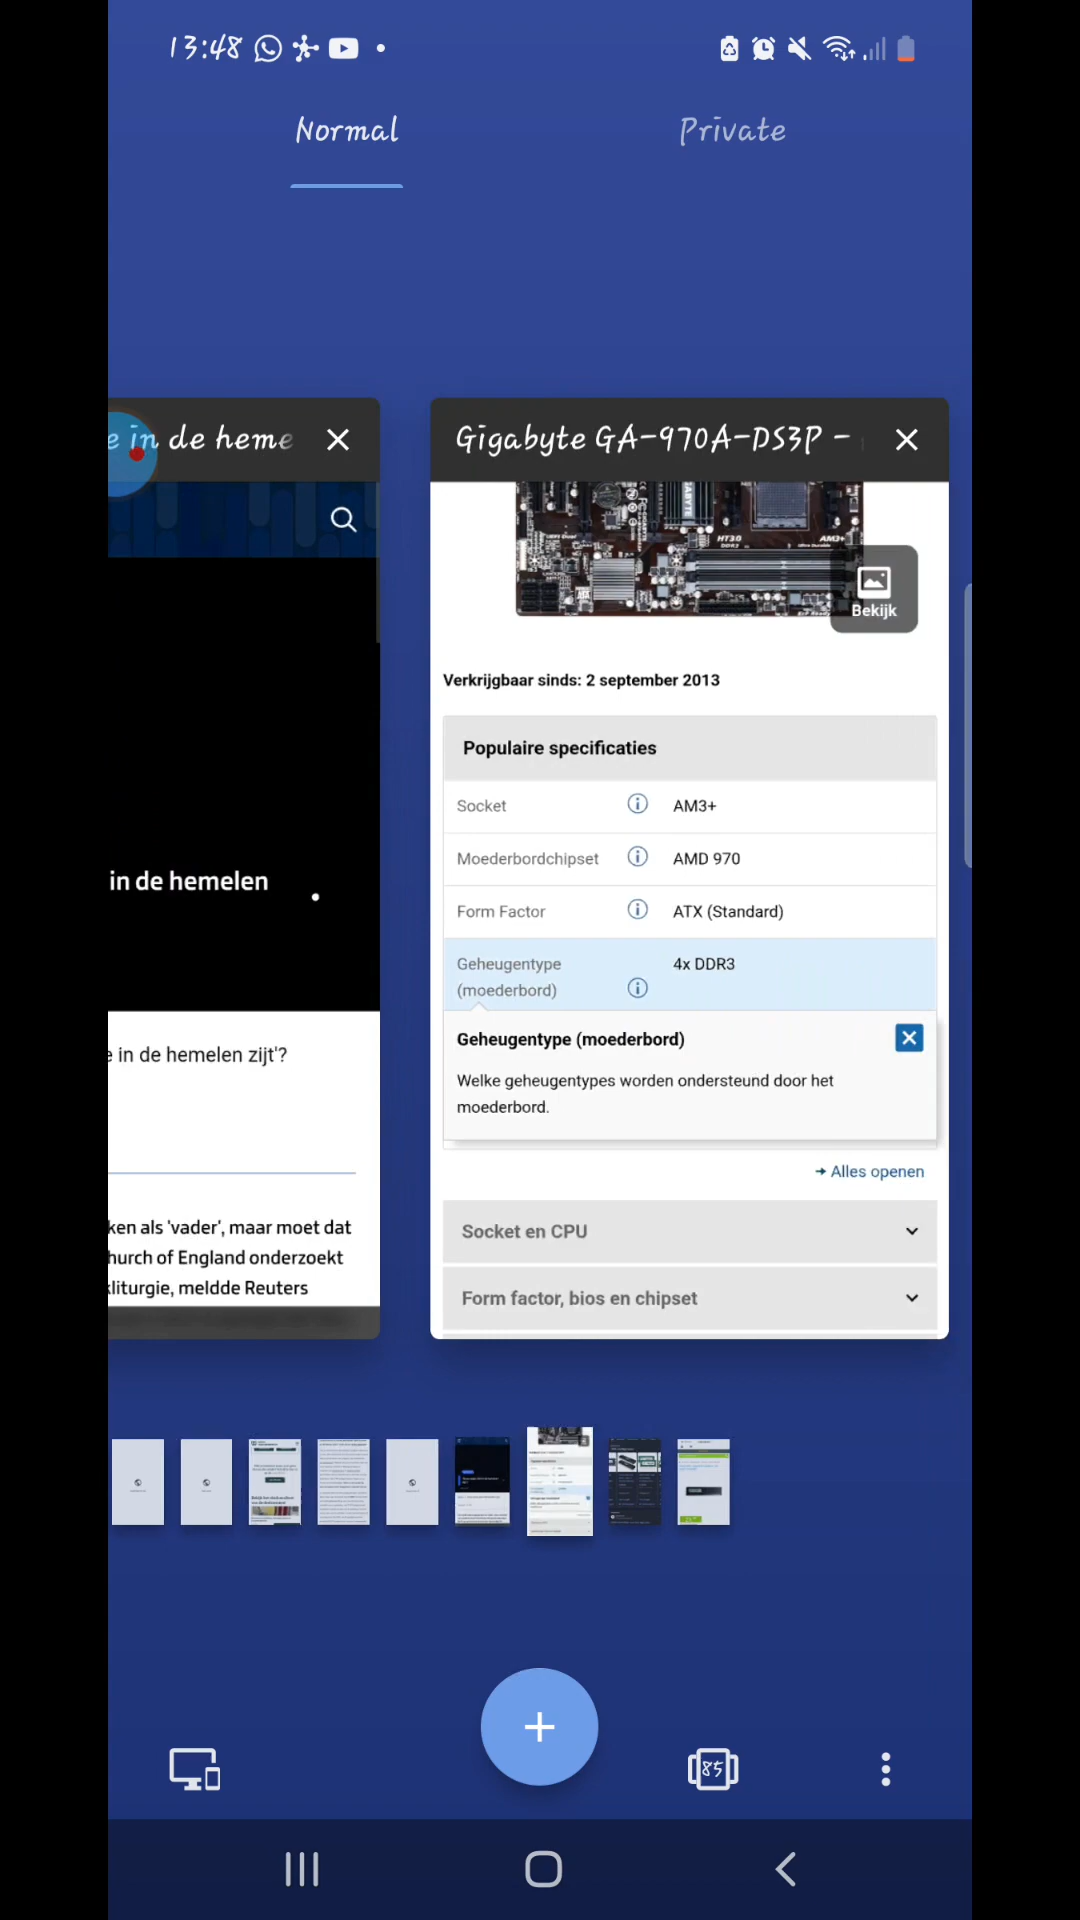 13:48
Normal
Private
e in de heme
Gigabyte GA-970A-DS3P -
in de hemelen
e in de hemelen zijt'?
ken als 'vader', maar moet dat
hurch of England onderzoekt
liturgie, meldde Reuters
HT3.0
AM3+
Bekijk
Verkrijgbaar sinds: 2 september 2013
Populaire specificaties
Socket AM3+
Moederbordchipset AMD 970
Form Factor ATX (Standard)
Geheugentype 4x DDR3
(moederbord)
Geheugentype (moederbord)
Welke geheugentypes worden ondersteund door het
moederbord.
Alles openen
Socket en CPU
Form factor, bios en chipset
85